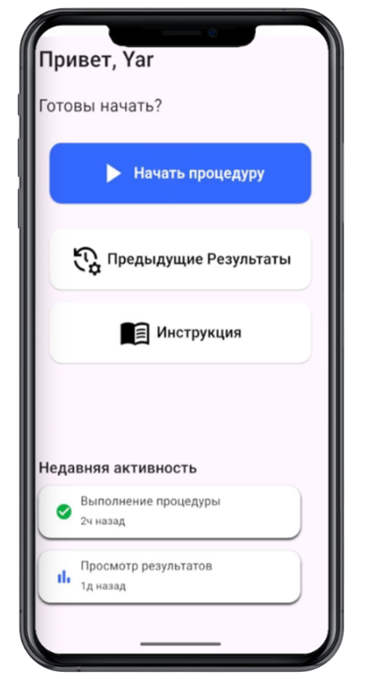 Привет, Yar
Готовы начать?
Начать процедуру
Предыдущие Результаты
Инструкция
Недавняя активность
Выполнение процедуры
2ч назад
Просмотр результатов
1д назад